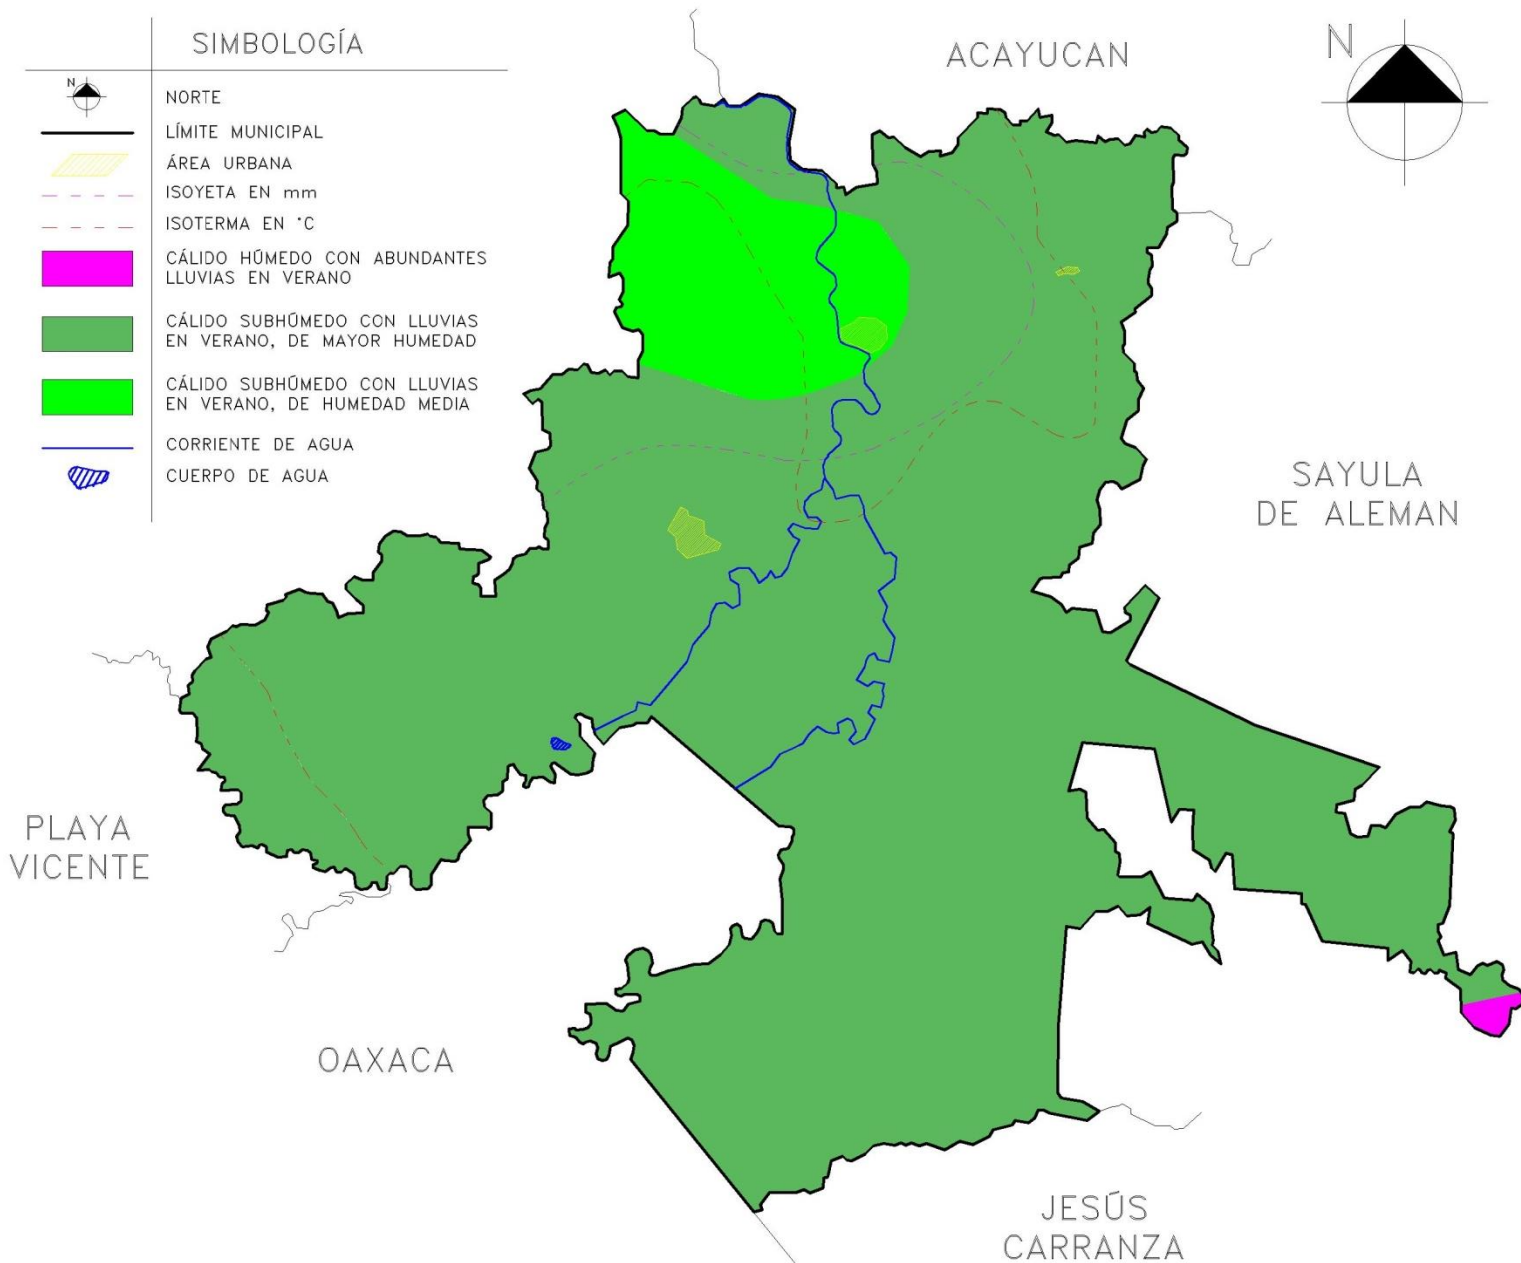 SIMBOLOGÍA
N
NORTE
LÍMITE MUNICIPAL
ÁREA URBANA
ISOYETA EN mm
ISOTERMA EN °C
CÁLIDO HÚMEDO CON ABUNDANTES
LLUVIAS EN VERANO
CÁLIDO SUBHÚMEDO CON LLUVIAS
EN VERANO, DE MAYOR HUMEDAD
CÁLIDO SUBHÚMEDO CON LLUVIAS
EN VERANO, DE HUMEDAD MEDIA
CORRIENTE DE AGUA
CUERPO DE AGUA
ACAYUCAN
N
SAYULA
DE ALEMAN
PLAYA
VICENTE
OAXACA
JESÚS
CARRANZA